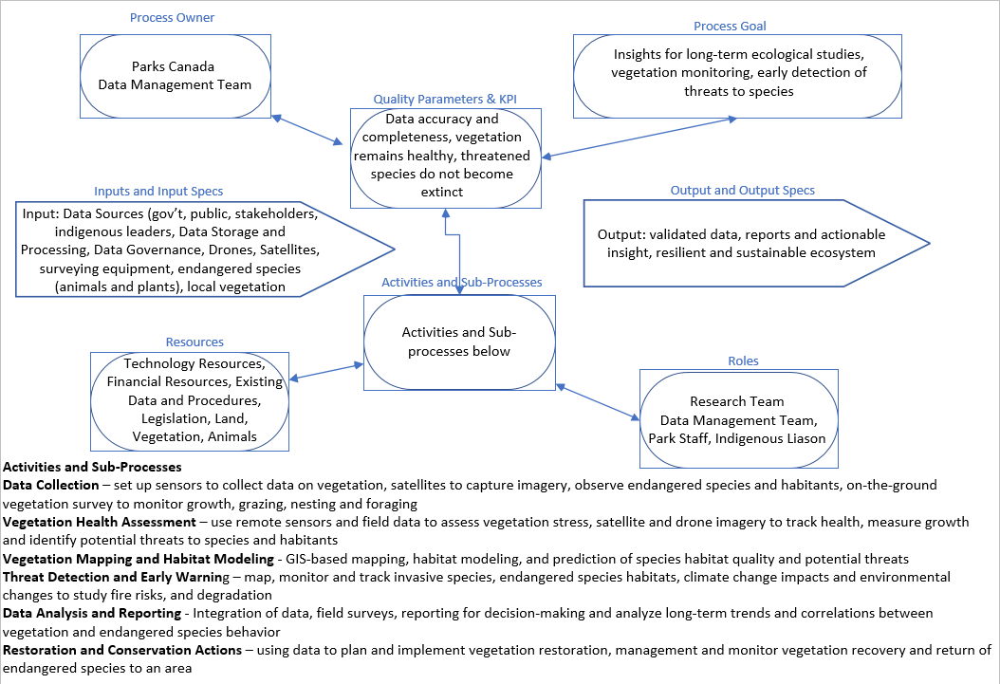 Process Owner
Parks Canada
Data Management Team
Process Goal
Insights for long-term ecological studies,
vegetation monitoring, early detection of
threats to species
Quality Parameters & KPI
Data accuracy and
completeness, vegetation
remains healthy, threatened
species do not become
extinct
Inputs and Input Specs
Input: Data Sources (gov't, public, stakeholders,
indigenous leaders, Data Storage and
Processing, Data Governance, Drones, Satellites,
surveying equipment, endangered species
(animals and plants), local vegetation
Output and Output Specs
Output: validated data, reports and actionable
insight, resilient and sustainable ecosystem
Activities and Sub-Processes
Activities and Sub-
processes below
Resources
Technology Resources,
Financial Resources, Existing
Data and Procedures,
Legislation, Land,
Vegetation, Animals
Roles
Research Team
Data Management Team,
Park Staff, Indigenous Liason
Activities and Sub-Processes
Data Collection – set up sensors to collect data on vegetation, satellites to capture imagery, observe endangered species and habitants, on-the-ground
vegetation survey to monitor growth, grazing, nesting and foraging
Vegetation Health Assessment – use remote sensors and field data to assess vegetation stress, satellite and drone imagery to track health, measure growth
and identify potential threats to species and habitants
Vegetation Mapping and Habitat Modeling - GIS-based mapping, habitat modeling, and prediction of species habitat quality and potential threats
Threat Detection and Early Warning – map, monitor and track invasive species, endangered species habitats, climate change impacts and environmental
changes to study fire risks, and degradation
Data Analysis and Reporting - Integration of data, field surveys, reporting for decision-making and analyze long-term trends and correlations between
vegetation and endangered species behavior
Restoration and Conservation Actions – using data to plan and implement vegetation restoration, management and monitor vegetation recovery and return of
endangered species to an area